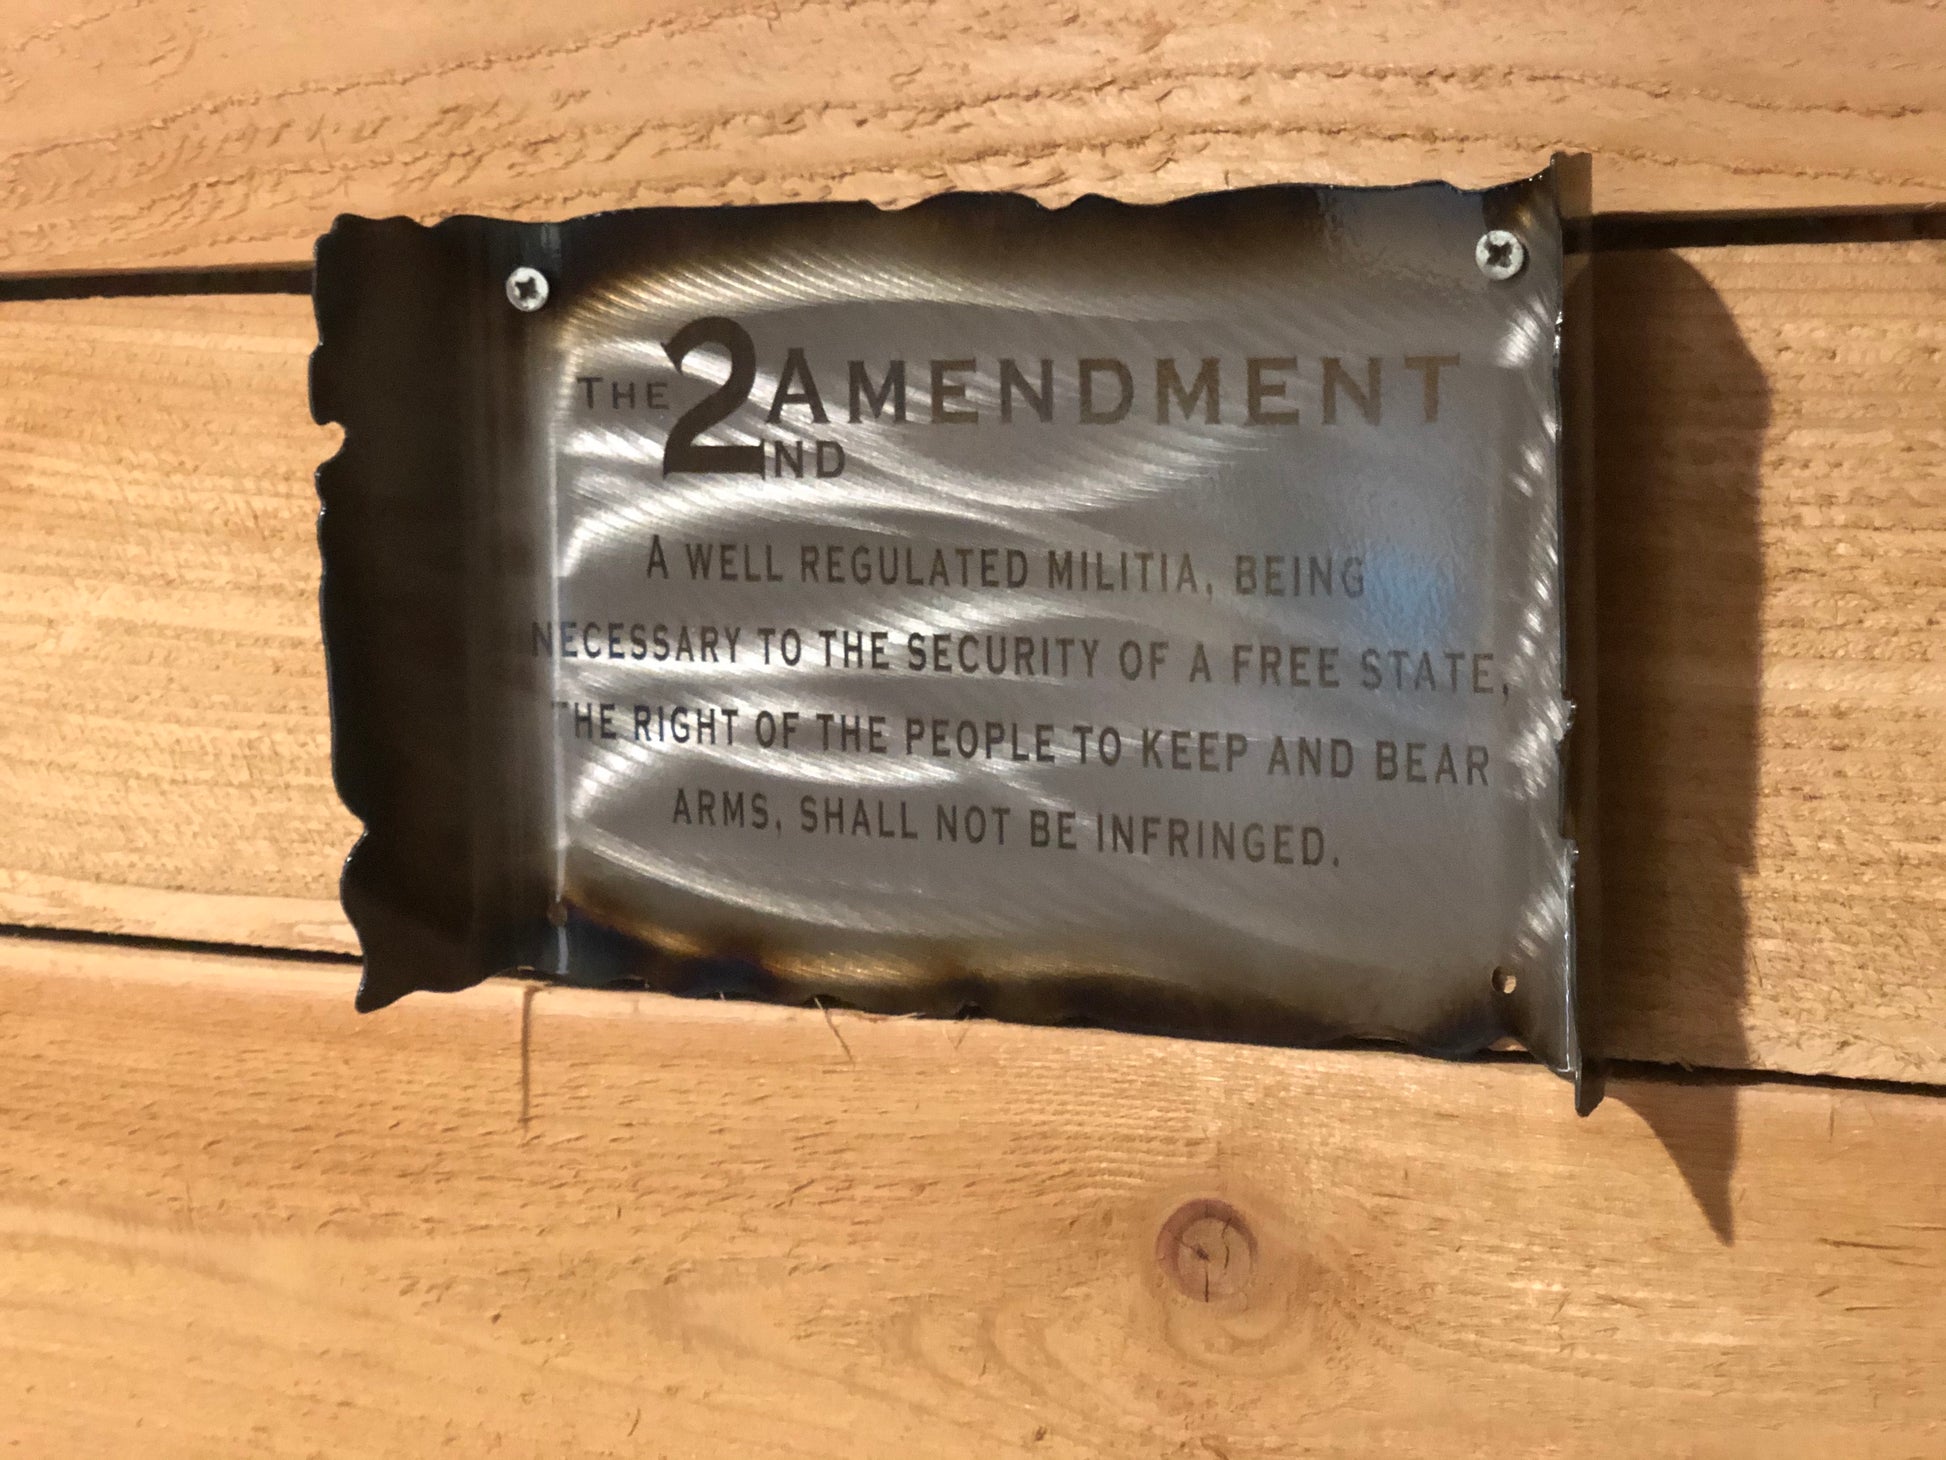 THE 2ND AMENDMENT
A WELL REGULATED MILITIA, BEING
NECESSARY TO THE SECURITY OF A FREE STATE,
THE RIGHT OF THE PEOPLE TO KEEP AND BEAR
ARMS, SHALL NOT BE INFRINGED.